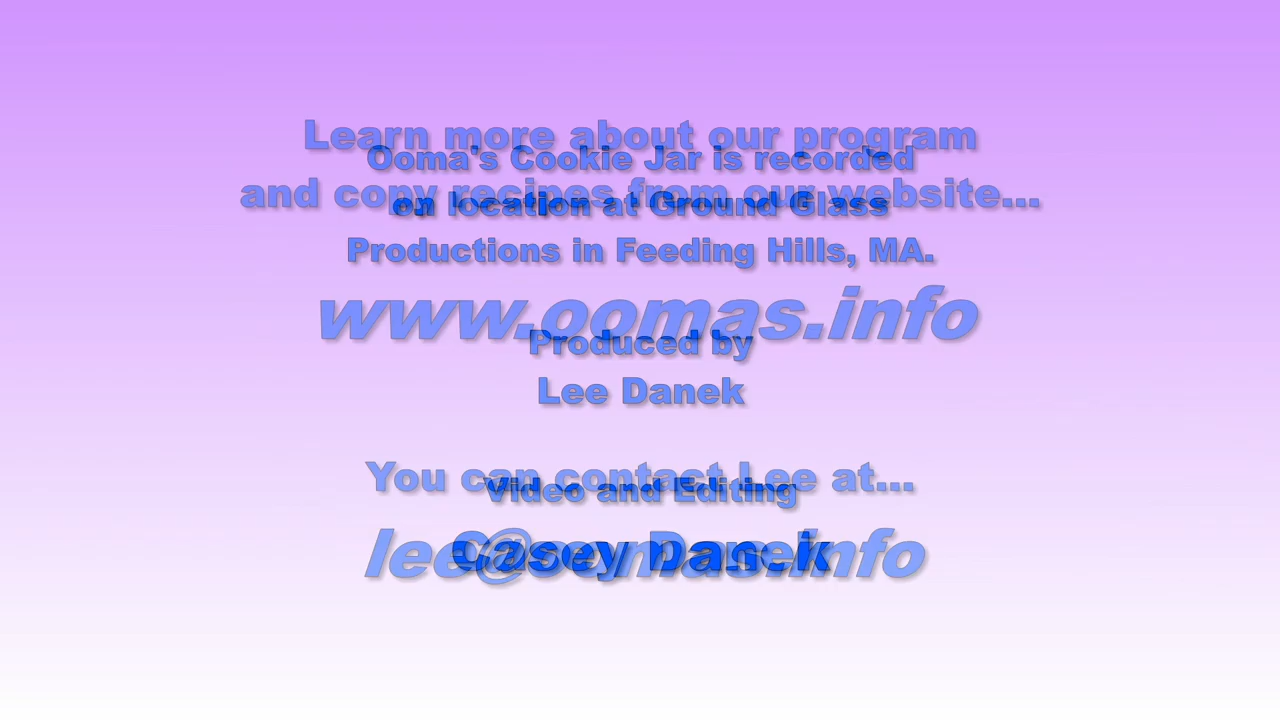 Learn more about our program
Ooma's Cookie Jar is recorded
and copy recipes from our website...
on location at Ground Glass
Productions in Feeding Hills, MA.
www.oomas.info
Produced by
Lee Danek
You can contact Lee at...
Video and Editing
Casey Danek
lee@oomas.info